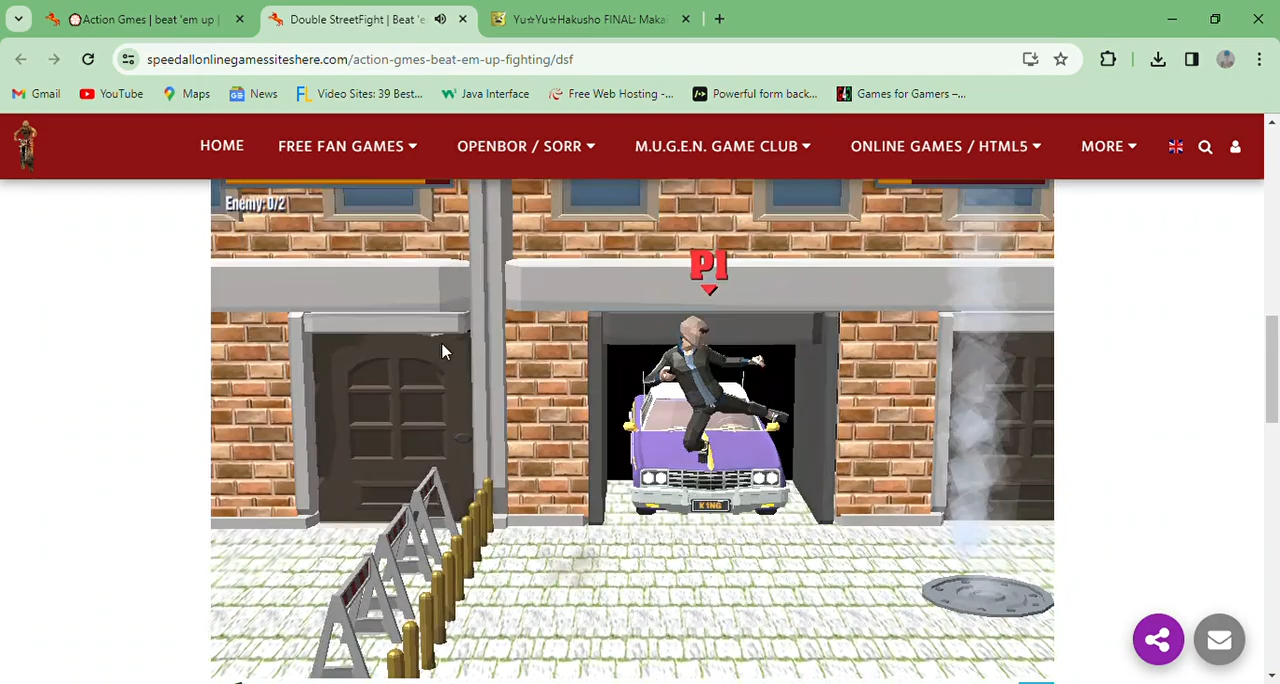 Action Gmes | beat 'em up |
Double StreetFight | Beat 'e
Yu☆Yu☆Hakusho FINAL: Makai
speedallonlinegamessiteshere.com/action-gmes-beat-em-up-fighting/dsf
Gmail YouTube Maps News Video Sites: 39 Best... Java Interface Free Web Hosting -... Powerful form back... Games for Gamers –...
HOME FREE FAN GAMES OPENBOR / SORR M.U.G.E.N. GAME CLUB ONLINE GAMES / HTML5 MORE
Enemy: 0/2
P1
K1NG